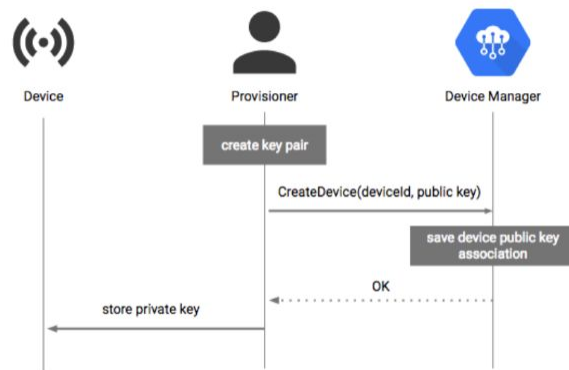 Device
Provisioner
Device Manager
create key pair
CreateDevice(deviceId, public key)
save device public key
association
OK
store private key